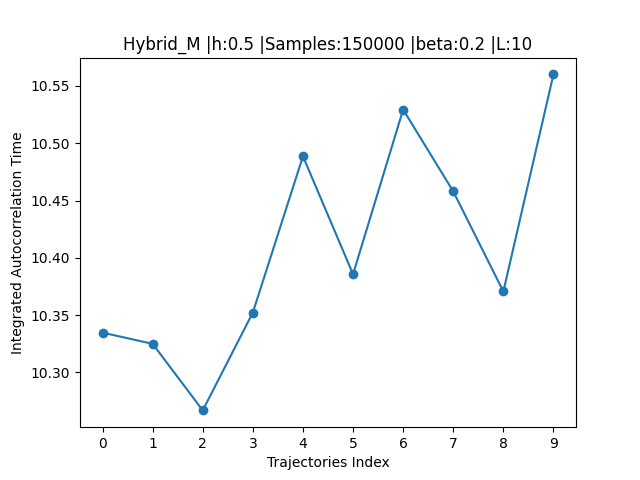 Hybrid_M |h:0.5 |Samples:150000 |beta:0.2 |L:10
Integrated Autocorrelation Time
10.55
10.50
10.45
10.40
10.35
10.30
0 1 2 3 4 5 6 7 8 9
Trajectories Index